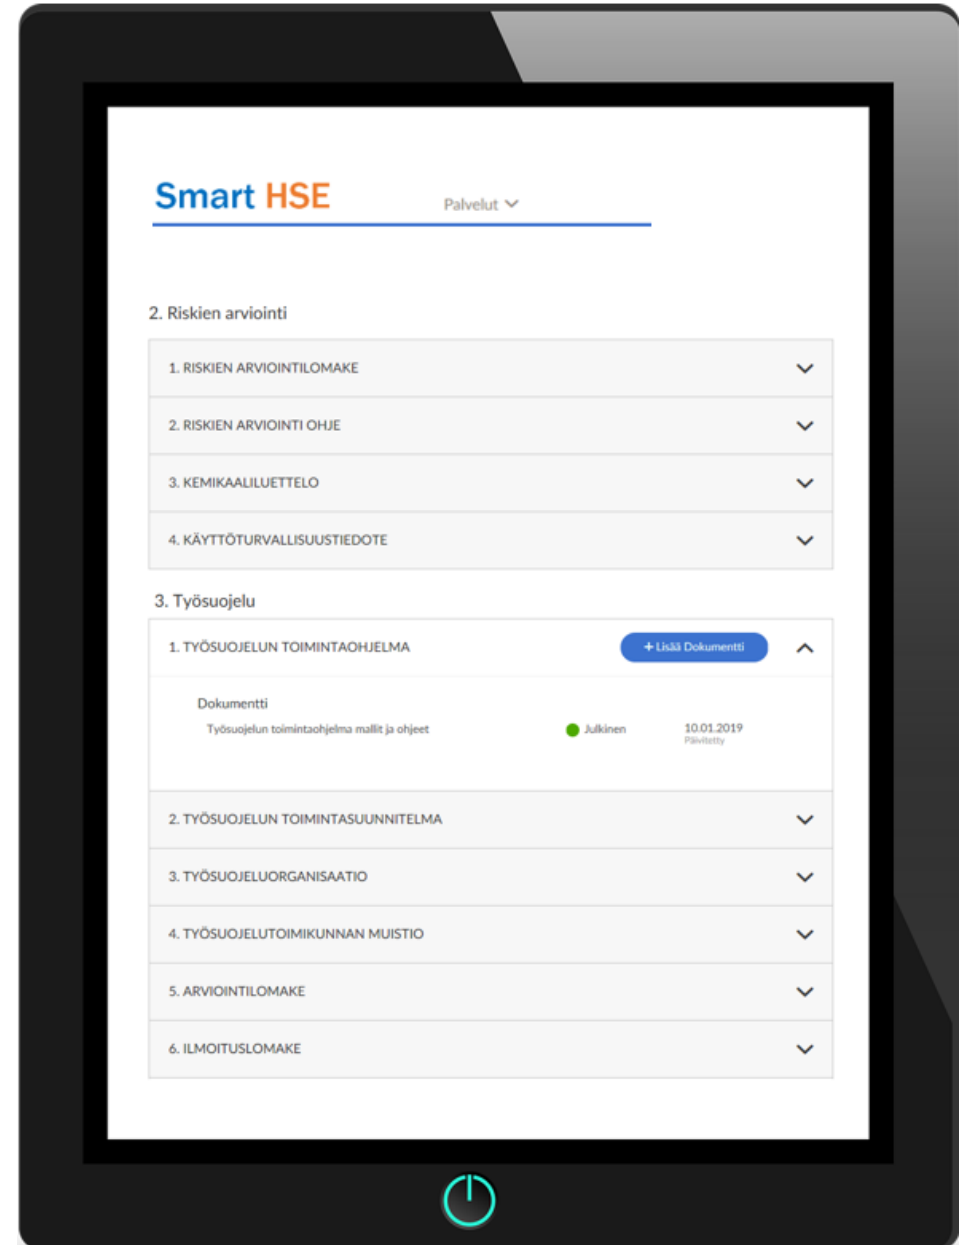 Smart HSE
Palvelut
2. Riskien arviointi
1. RISKIEN ARVIOINTILOMAKE
2. RISKIEN ARVIOINTI OHJE
3. KEMIKAALILUETTELO
4. KÄYTTÖTURVALLISUUSTIEDOTE
3. Työsuojelu
1. TYÖSUOJELUN TOIMINTAOHJELMA
+ Lisää Dokumentti
Dokumentti
Työsuojelun toimintaohjelma mallit ja ohjeet
Julkinen
10.01.2019
Päivitetty
2. TYÖSUOJELUN TOIMINTASUUNNITELMA
3. TYÖSUOJELUORGANISAATIO
4. TYÖSUOJELUTOIMIKUNNAN MUISTIO
5. ARVIOINTILOMAKE
6. ILMOITUSLOMAKE